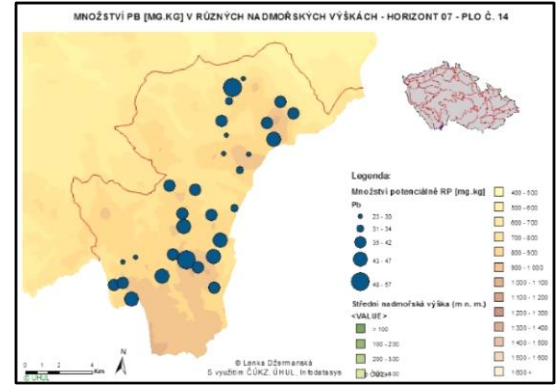 MNOŽSTVÍ PB [MG.KG] V RŮZNÝCH NADMOŘSKÝCH VÝŠKÁCH - HORIZONT 07 - PLO Č. 14
Legenda:
Množství potenciálně RP [mg.kg]
Pb
23 - 30
31 - 34
35 - 42
43 - 47
48 - 57
Střední nadmořská výška (m n. m.)
<VALUE>
> 100
100 - 200
200 - 300
400 - 500
500 - 600
600 - 700
700 - 800
800 - 900
900 - 1 000
1 000 - 1 100
1 100 - 1 200
1 200 - 1 300
1 300 - 1 400
1 400 - 1 500
1 500 - 1 600
1 600 +
0 1 2 4
Km
N
© ÚHUL
© Lenka Džermanská
S využitím ČÚZK, ÚHUL, Infodatasys